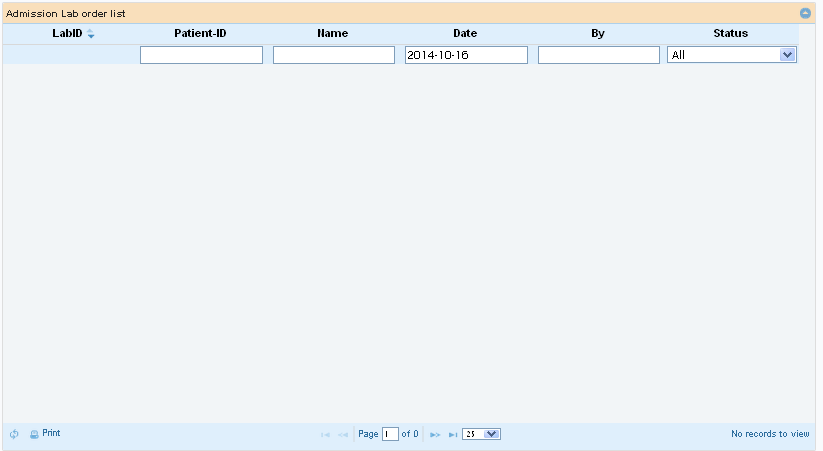 Admission Lab order list
LabID Patient-ID Name Date By Status
2014-10-16 All
Print Page 1 of 0 25 No records to view